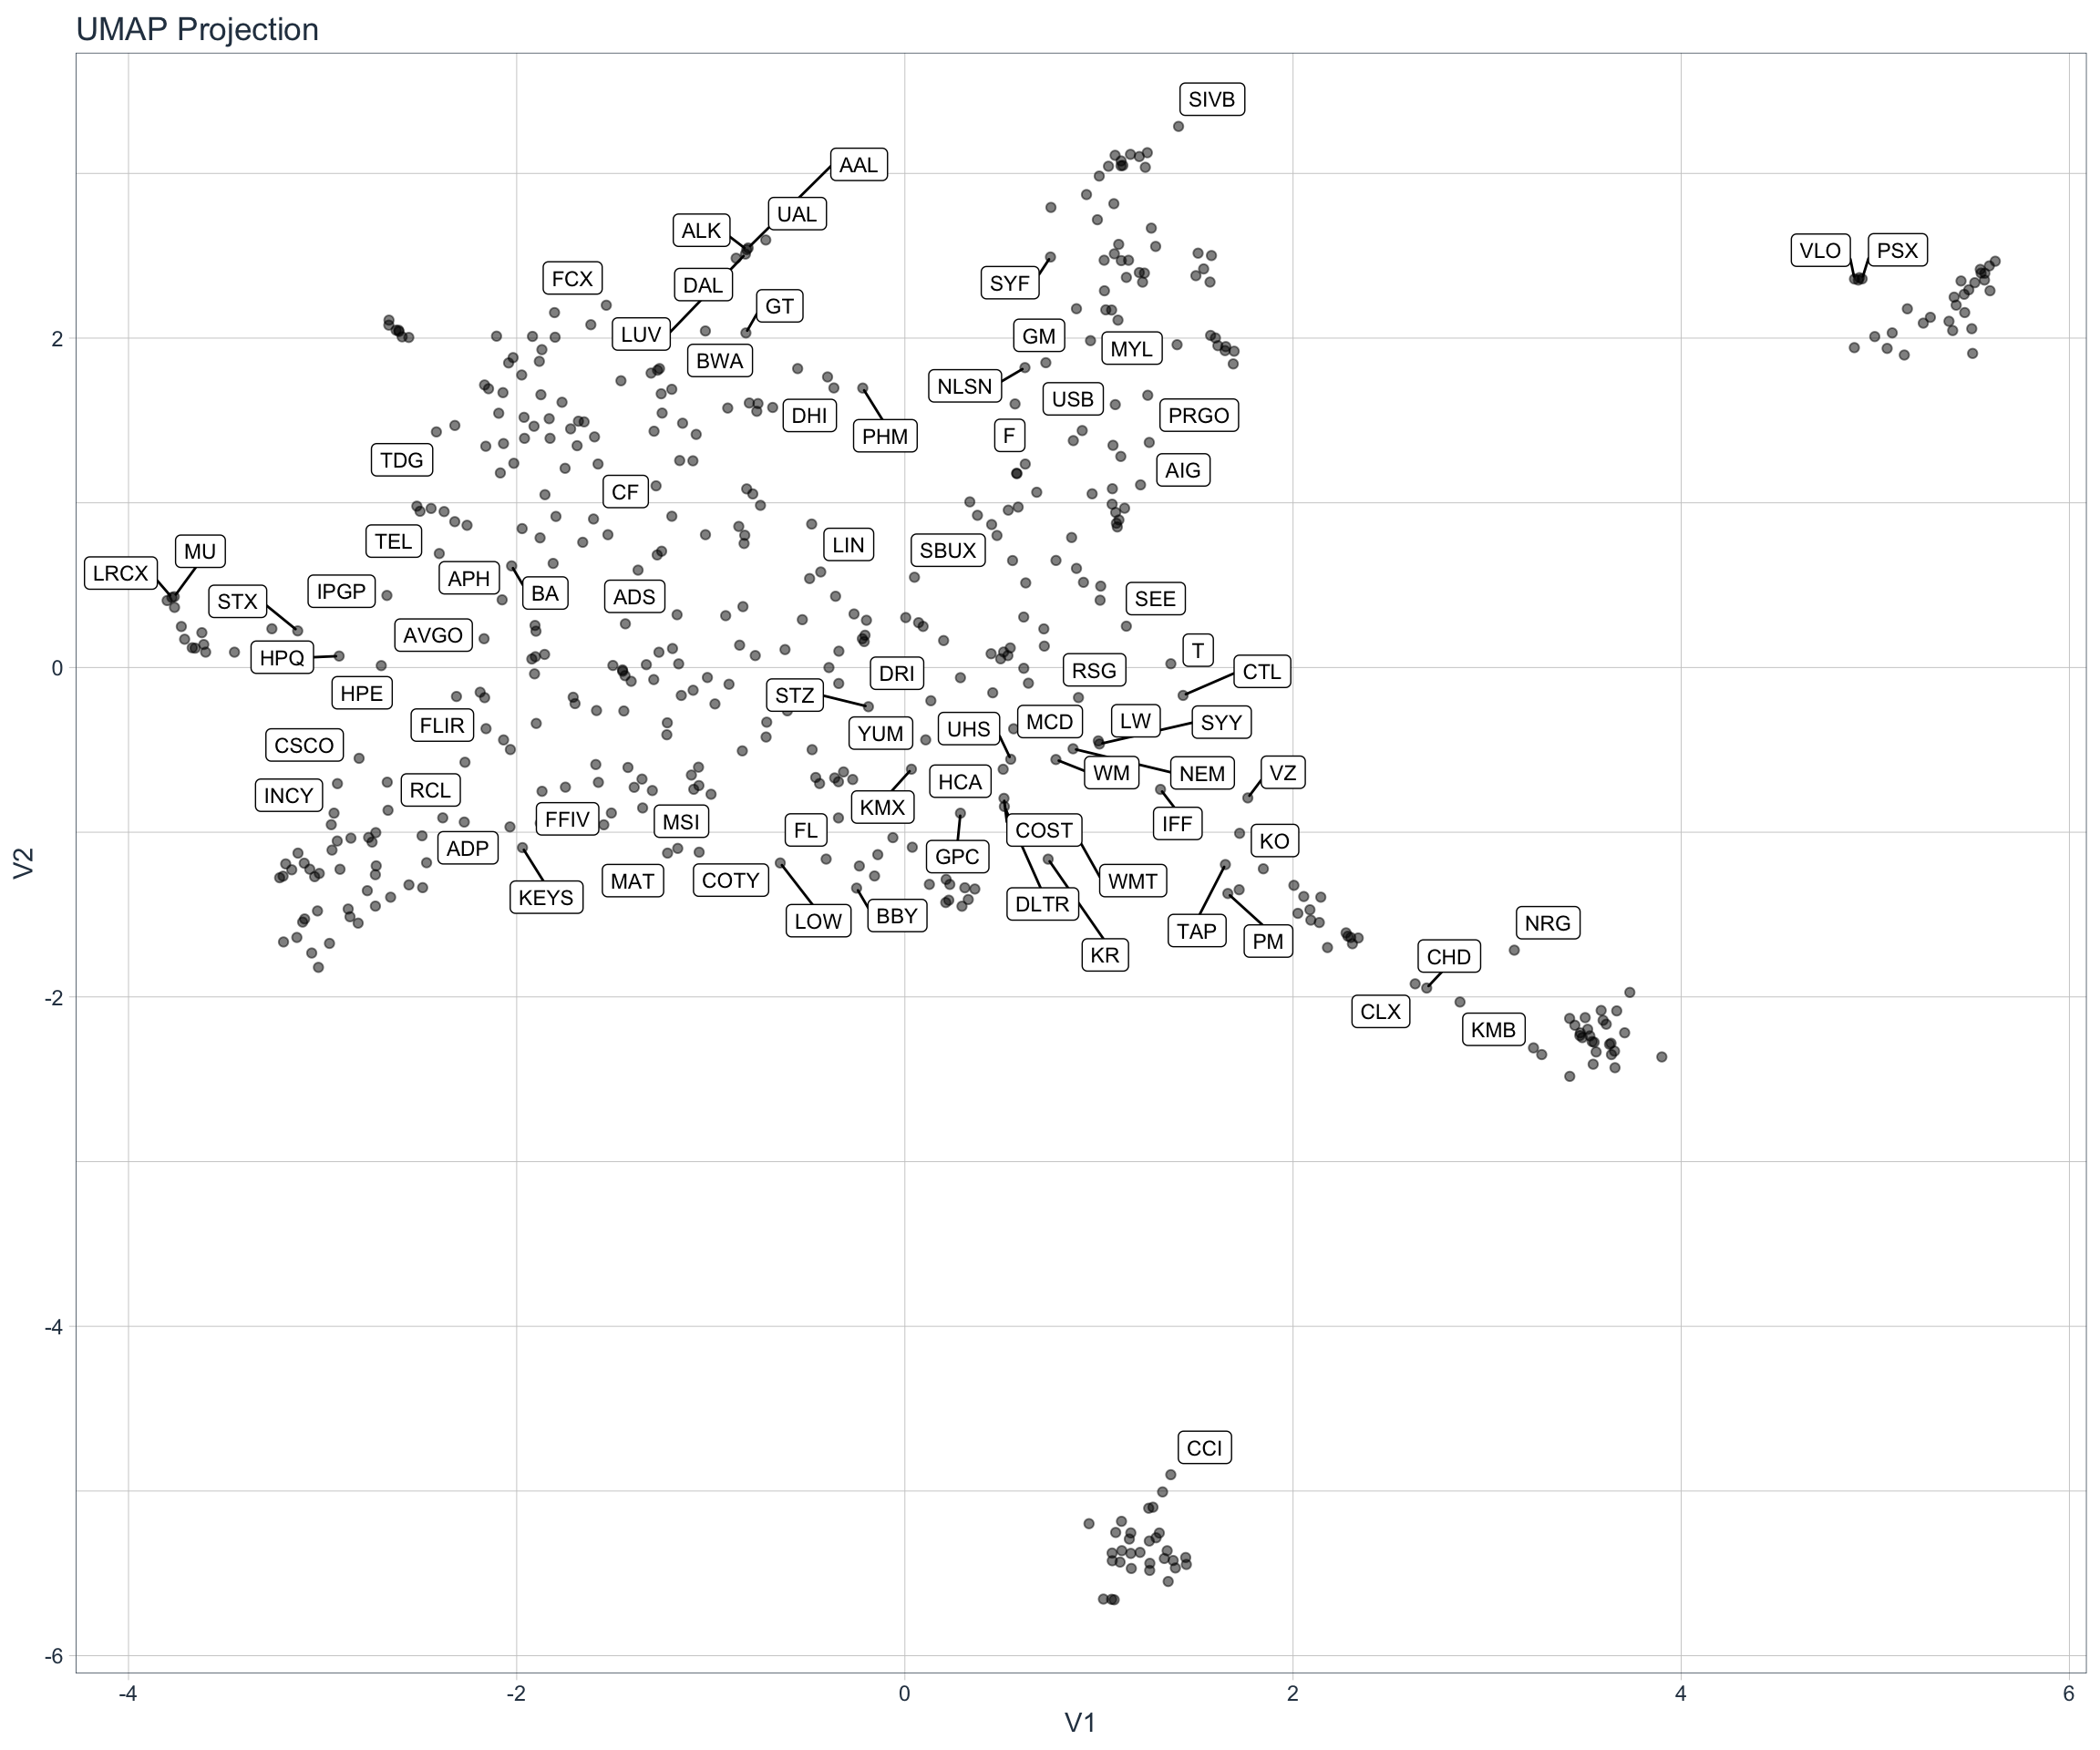 UMAP Projection
SIVB
AAL
UAL
ALK
VLO
PSX
FCX
DAL
SYF
GT
LUV
GM
MYL
BWA
NLSN
USB
DHI
PRGO
PHM
F
TDG
AIG
CF
TEL
LIN
SBUX
MU
LRCX
APH
IPGP
BA
ADS
SEE
STX
AVGO
T
HPQ
RSG
CTL
DRI
HPE
STZ
FLIR
MCD
LW
SYY
UHS
YUM
CSCO
WM
NEM
VZ
HCA
RCL
INCY
KMX
FFIV
MSI
IFF
FL
COST
KO
ADP
GPC
MAT
COTY
WMT
KEYS
DLTR
BBY
LOW
NRG
TAP
PM
KR
CHD
CLX
KMB
CCI
2
0
-2
-4
-6
V2
-4
-2
0
2
4
6
V1